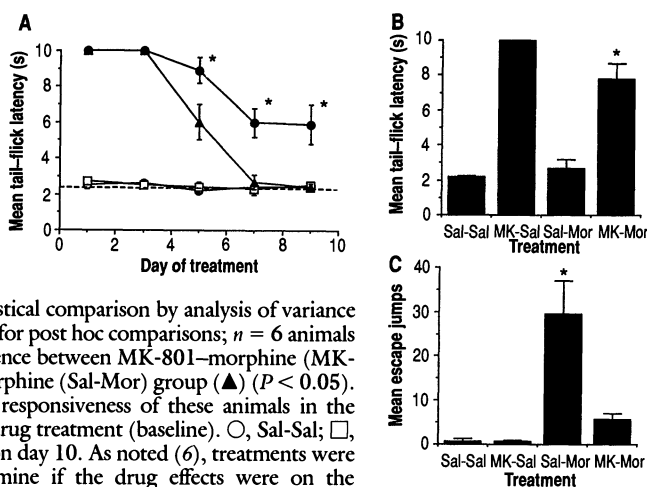 A
Mean tail–flick latency (s)
10
8
6
4
2
0
* * *
0 2 4 6 8 10
Day of treatment
B
Mean tail–flick latency (s)
10
8
6
4
2
0
*
Sal-Sal MK-Sal Sal-Mor MK-Mor
Treatment
C
Mean escape jumps
40
30
20
10
0
*
Sal-Sal MK-Sal Sal-Mor MK-Mor
Treatment
stical comparison by analysis of variance
for post hoc comparisons; n = 6 animals
ence between MK-801–morphine (MK-
rphine (Sal-Mor) group (▲) (P < 0.05).
responsiveness of these animals in the
rug treatment (baseline). ○, Sal-Sal; □,
n day 10. As noted (6), treatments were
mine if the drug effects were on the